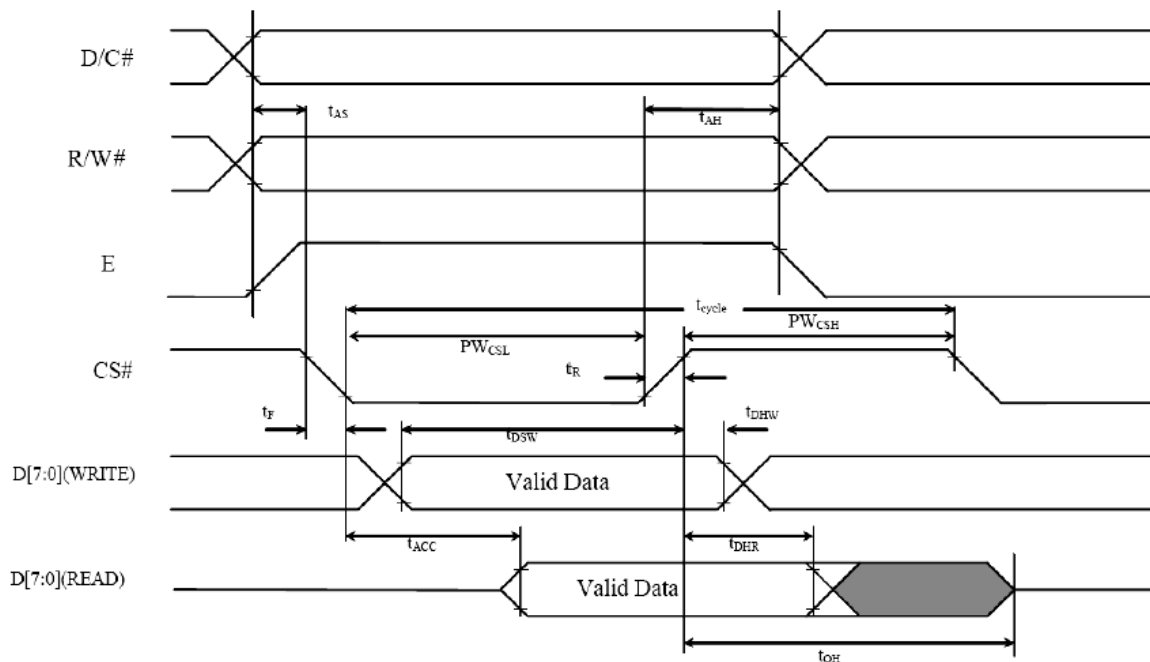 D/C#
tAS
tAH
R/W#
E
tcycle
PWCSL
PWCSH
CS#
tR
tF
tDSW
tDHW
D[7:0](WRITE)
Valid Data
tACC
tDHR
D[7:0](READ)
Valid Data
tOH